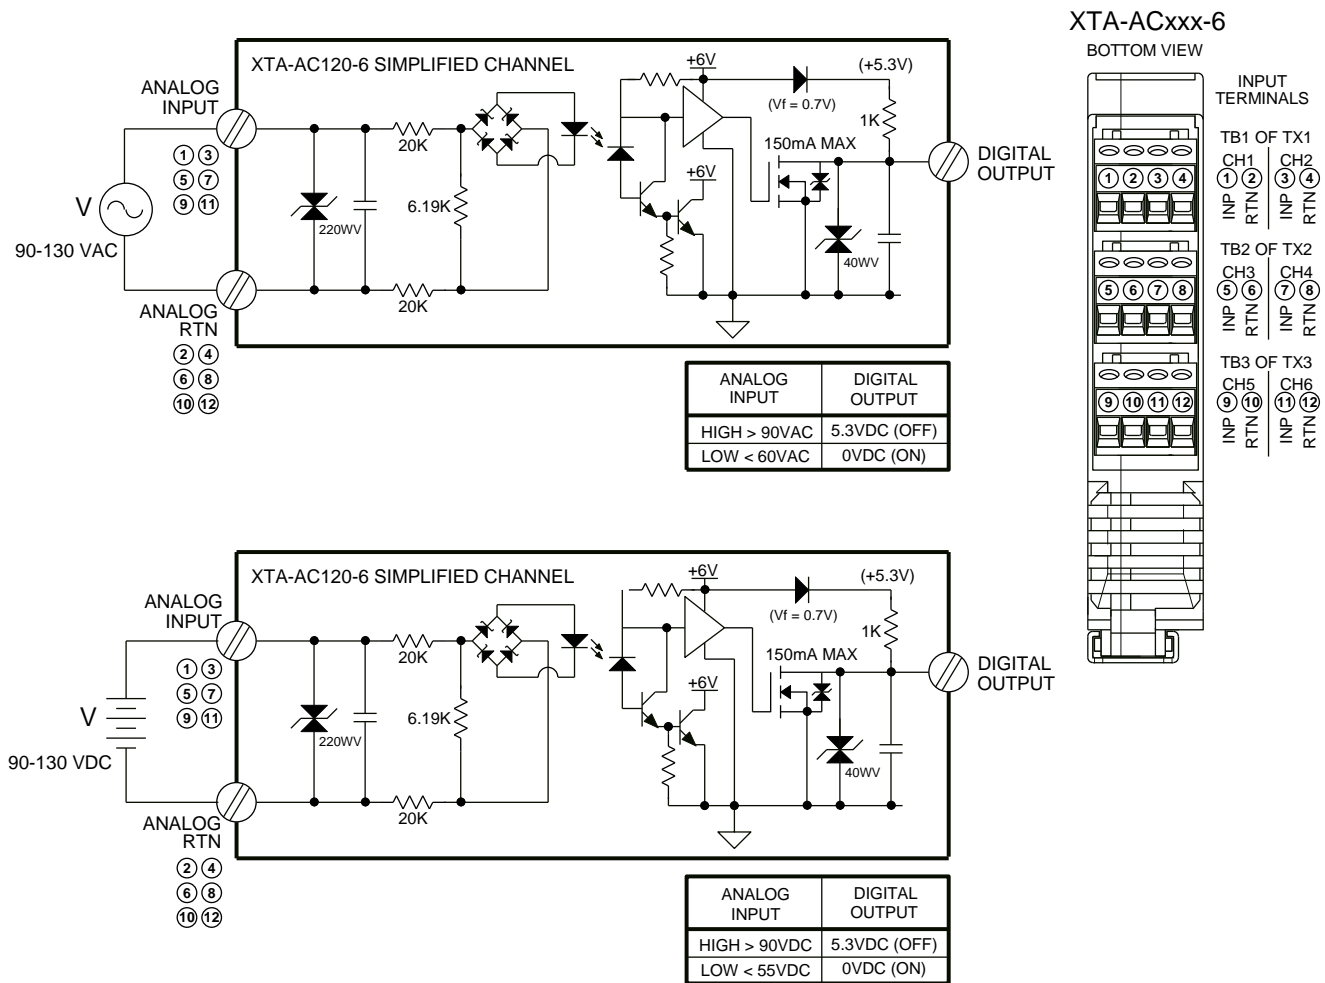 XTA-ACxxx-6
BOTTOM VIEW
INPUT
TERMINALS
TB1 OF TX1
CH1 CH2
1 2 3 4
INP RTN INP RTN
1 2 3 4
TB2 OF TX2
CH3 CH4
5 6 7 8
INP RTN INP RTN
5 6 7 8
TB3 OF TX3
CH5 CH6
9 10 11 12
INP RTN INP RTN
9 10 11 12
XTA-AC120-6 SIMPLIFIED CHANNEL
ANALOG
INPUT
1 3
5 7
9 11
V
90-130 VAC
ANALOG
RTN
2 4
6 8
10 12
20K
220WV
6.19K
20K
+6V
(Vf = 0.7V)
(+5.3V)
1K
150mA MAX
+6V
40WV
DIGITAL
OUTPUT
ANALOG
INPUT
DIGITAL
OUTPUT
HIGH > 90VAC 5.3VDC (OFF)
LOW < 60VAC 0VDC (ON)
XTA-AC120-6 SIMPLIFIED CHANNEL
ANALOG
INPUT
1 3
5 7
9 11
V
90-130 VDC
ANALOG
RTN
2 4
6 8
10 12
20K
220WV
6.19K
20K
+6V
(Vf = 0.7V)
(+5.3V)
1K
150mA MAX
+6V
40WV
DIGITAL
OUTPUT
ANALOG
INPUT
DIGITAL
OUTPUT
HIGH > 90VDC 5.3VDC (OFF)
LOW < 55VDC 0VDC (ON)